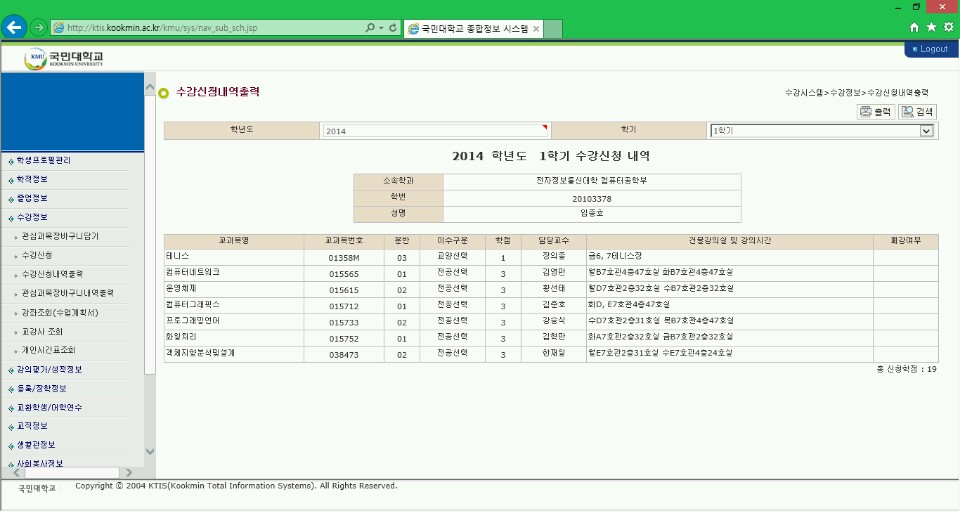 http://ktis.kookmin.ac.kr/kmu/sys/nav_sub_sch.jsp
국민대학교 종합정보 시스템
Logout
KMU 국민대학교
KOOKMIN UNIVERSITY
수강신청내역출력
수강시스템>수강정보>수강신청내역출력
출력 검색
학년도 2014 학기 1학기
2014 학년도 1학기 수강신청 내역
소속학과 전자정보통신대학 컴퓨터공학부
학번 20103378
성명 임종호
교과목명 교과목번호 분반 이수구분 학점 담당교수 건물강의실 및 강의시간 폐강여부
테니스 01358M 03 교양선택 1 장의종 금6, 7테니스장
컴퓨터네트워크 015565 01 전공선택 3 김영만 월B7호관4층47호실 화B7호관4층47호실
운영체제 015615 02 전공선택 3 황선태 월D7호관2층32호실 수B7호관2층32호실
컴퓨터그래픽스 015712 01 전공선택 3 김준호 화D, E7호관4층47호실
프로그래밍언어 015733 02 전공선택 3 강승식 수D7호관2층31호실 목B7호관4층47호실
화일처리 015752 01 전공선택 3 김혁만 화A7호관2층32호실 금B7호관2층32호실
객체지향분석및설계 038473 02 전공선택 3 한재일 월E7호관2층31호실 수E7호관4층24호실
총 신청학점 : 19
학생프로필관리
학적정보
졸업정보
수강정보
관심과목장바구니담기
수강신청
수강신청내역출력
관심과목장바구니내역출력
강좌조회(수업계획서)
교강사 조회
개인시간표조회
강의평가/성적정보
등록/장학정보
교환학생/어학연수
교직정보
생활관정보
사회봉사정보
국민대학교 Copyright © 2004 KTIS(Kookmin Total Information Systems). All Rights Reserved.